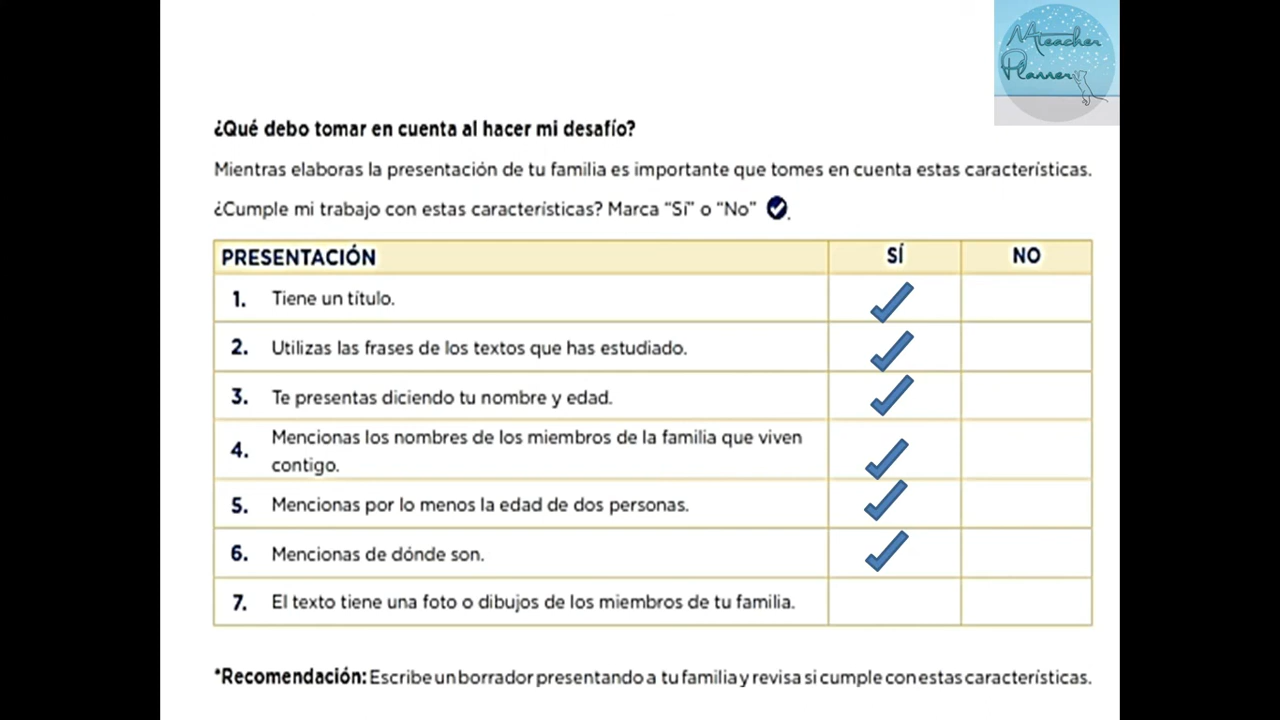 Mteacher
Planner
¿Qué debo tomar en cuenta al hacer mi desafío?
Mientras elaboras la presentación de tu familia es importante que tomes en cuenta estas características.
¿Cumple mi trabajo con estas características? Marca “Sí” o “No” ✔.
PRESENTACIÓN SÍ NO
1. Tiene un título. ✔
2. Utilizas las frases de los textos que has estudiado. ✔
3. Te presentas diciendo tu nombre y edad. ✔
4. Mencionas los nombres de los miembros de la familia que viven
contigo. ✔
5. Mencionas por lo menos la edad de dos personas. ✔
6. Mencionas de dónde son. ✔
7. El texto tiene una foto o dibujos de los miembros de tu familia.
*Recomendación: Escribe un borrador presentando a tu familia y revisa si cumple con estas características.